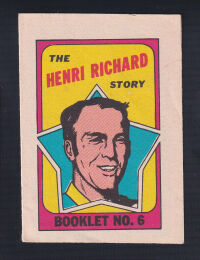 THE
HENRI RICHARD
STORY
BOOKLET NO. 6